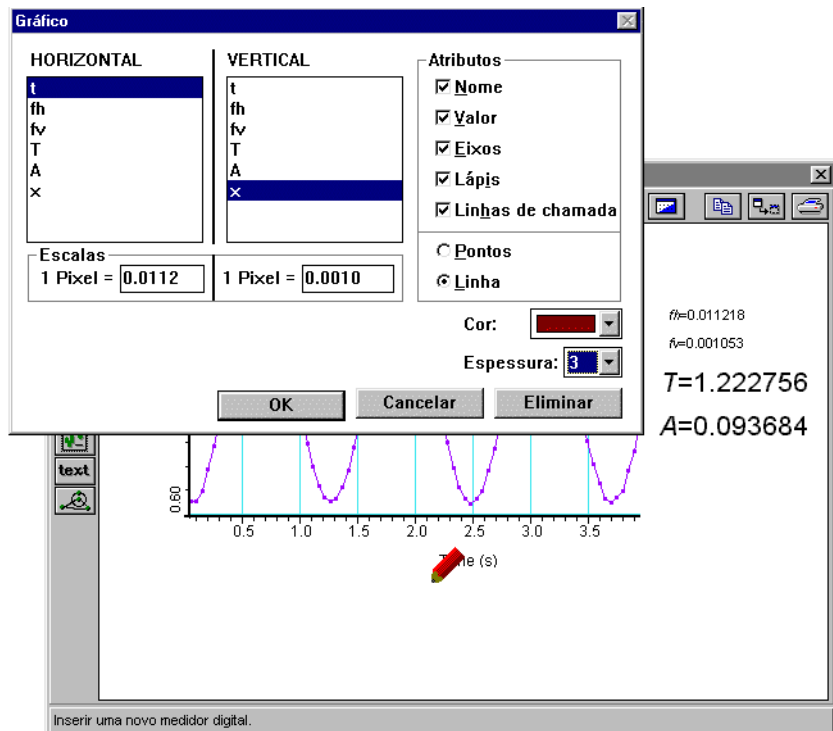 Gráfico
HORIZONTAL
t
fh
fv
T
A
x
VERTICAL
t
fh
fv
T
A
x
Atributos
Nome
Valor
Eixos
Lápis
Linhas de chamada
Pontos
Linha
Escalas
1 Pixel = 0.0112
1 Pixel = 0.0010
Cor:
Espessura: 3
OK
Cancelar
Eliminar
fh=0.011218
fv=0.001053
T=1.222756
A=0.093684
text
0.60
0.5 1.0 1.5 2.0 2.5 3.0 3.5
(s)
Inserir uma novo medidor digital.